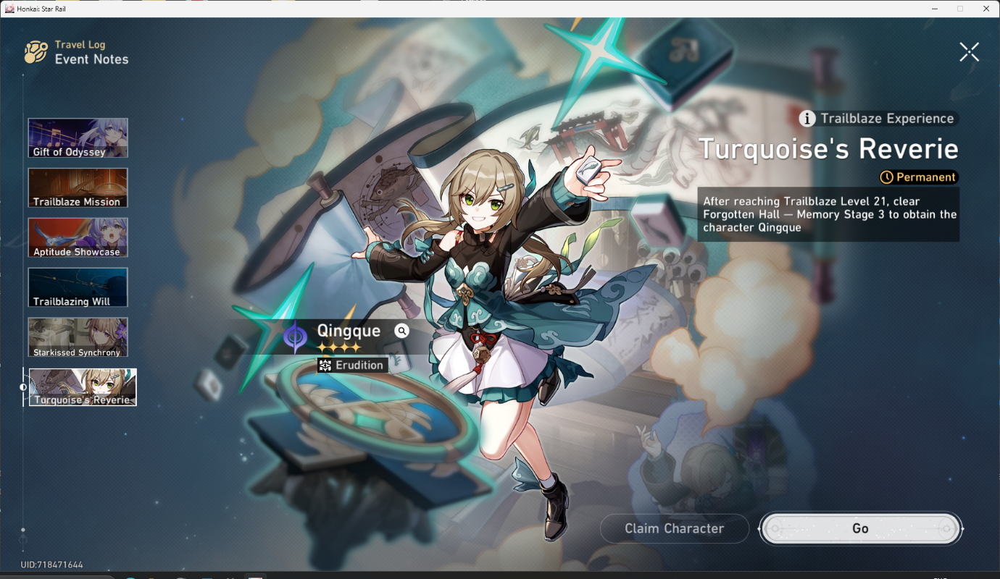 Honkai: Star Rail
Travel Log
Event Notes
Gift of Odyssey
Trailblaze Mission
Aptitude Showcase
Trailblazing Will
Starkissed Synchrony
Turquoise's Reverie
Qingque
Erudition
Trailblaze Experience
Turquoise's Reverie
Permanent
After reaching Trailblaze Level 21, clear
Forgotten Hall — Memory Stage 3 to obtain the
character Qingque
Claim Character
Go
UID:718471644